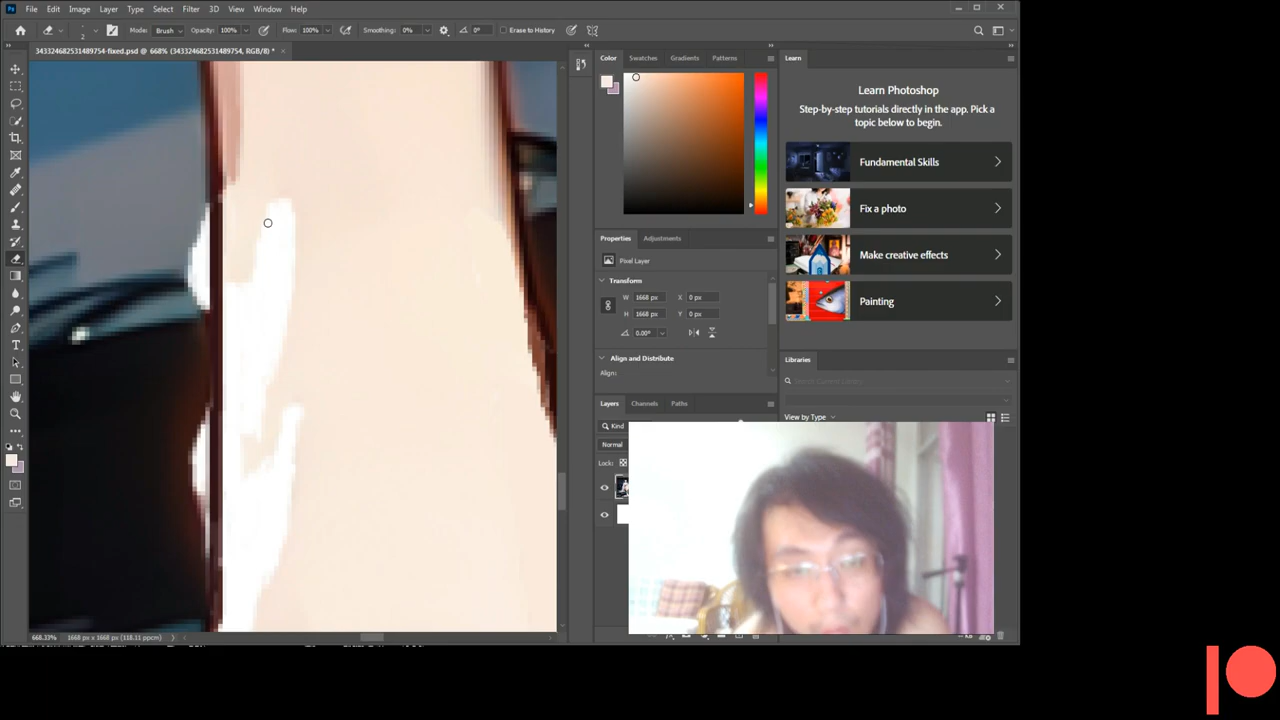 File Edit Image Layer Type Select Filter 3D View Window Help
2 Mode: Brush Opacity: 100% Flow: 100% Smoothing: 0% 0° Erase to History
343324682531489754-fixed.psd @ 668% (343324682531489754, RGB/8#) * ×
Color Swatches Gradients Patterns
Learn
Learn Photoshop
Step-by-step tutorials directly in the app. Pick a
topic below to begin.
Fundamental Skills
Fix a photo
Make creative effects
Painting
Properties Adjustments
Pixel Layer
Transform
W 1668 px X 0 px
H 1668 px Y 0 px
0.00°
Align and Distribute
Align:
Libraries
Search Current Library
View by Type
Layers Channels Paths
Kind
Normal
Lock:
668.33% 1668 px x 1668 px (118.11 ppcm)